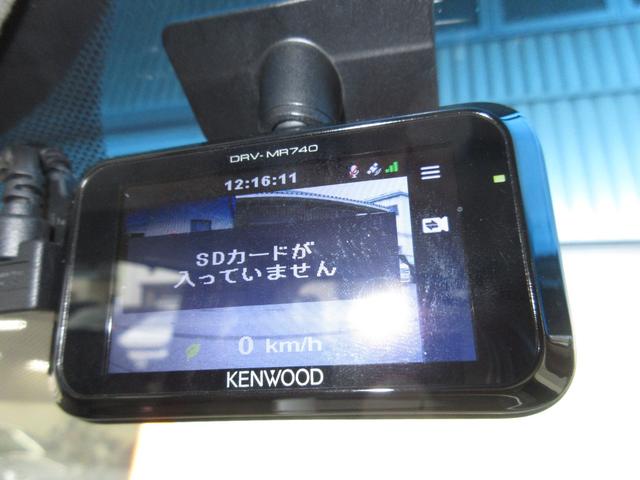 DRV-MR740
12:16:11
SDカードが
入っていません
0 km/h
KENWOOD